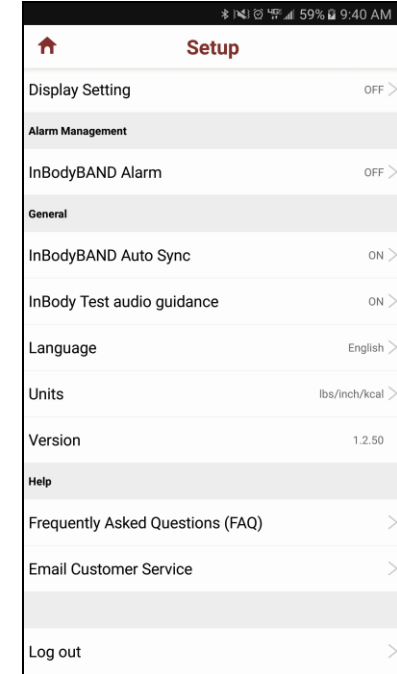 59% 9:40 AM
Setup
Display Setting OFF
Alarm Management
InBodyBAND Alarm OFF
General
InBodyBAND Auto Sync ON
InBody Test audio guidance ON
Language English
Units lbs/inch/kcal
Version 1.2.50
Help
Frequently Asked Questions (FAQ)
Email Customer Service
Log out